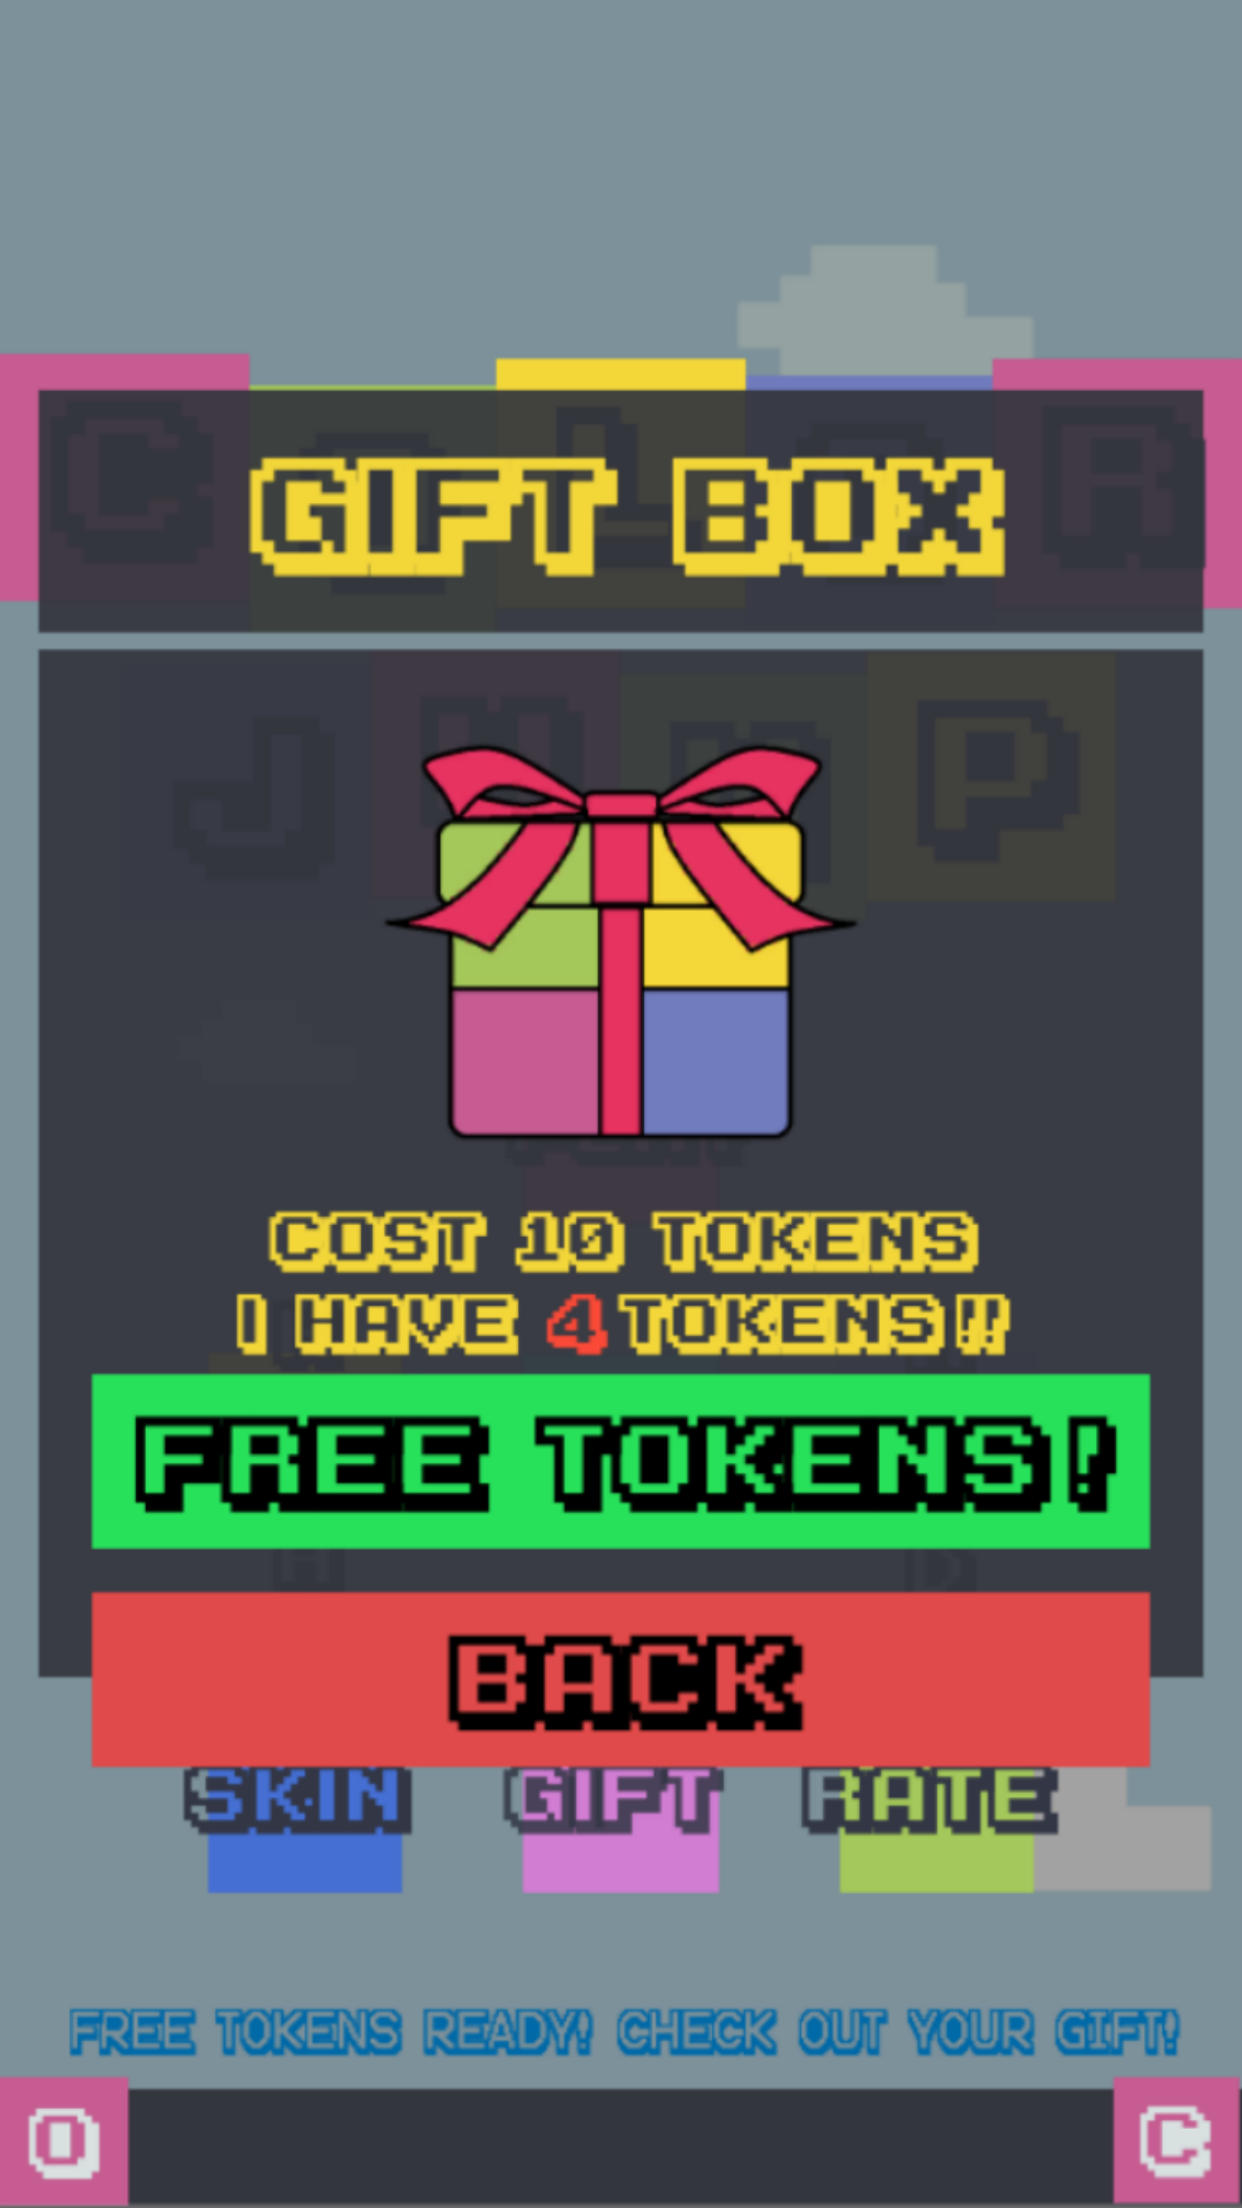 C O L O R
GIFT BOX
J U M P
COST 10 TOKENS
I HAVE 4 TOKENS!!
FREE TOKENS!
BACK
SKIN GIFT RATE
FREE TOKENS READY! CHECK OUT YOUR GIFT!
O C